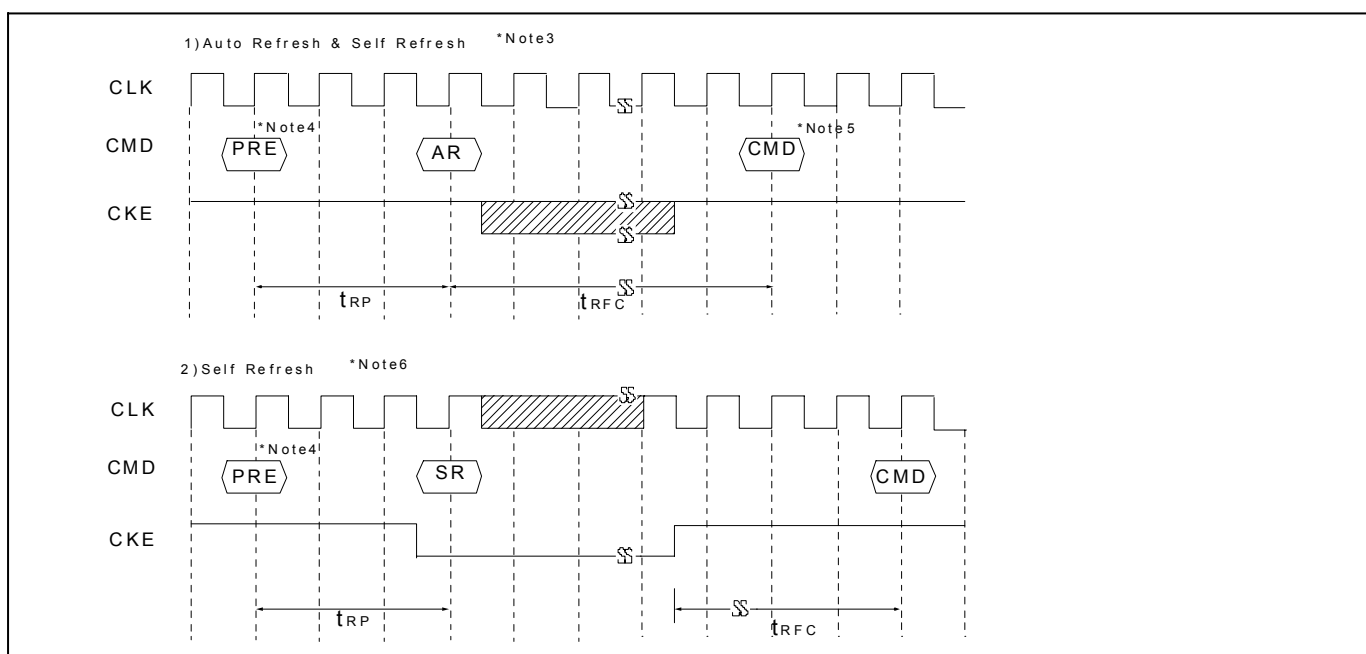 1)Auto Refresh & Self Refresh *Note3
CLK
*Note4 *Note5
CMD PRE AR CMD
CKE
tRP tRFC
2)Self Refresh *Note6
CLK
*Note4
CMD PRE SR CMD
CKE
tRP tRFC